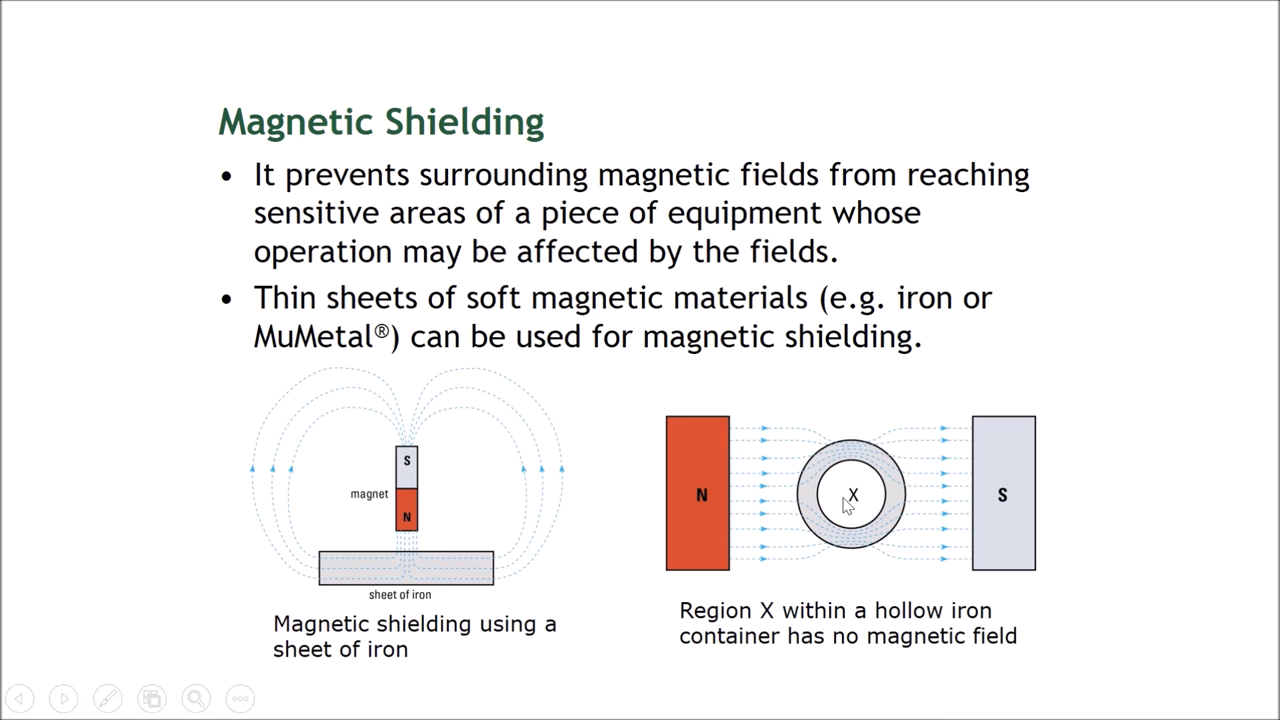 Magnetic Shielding
• It prevents surrounding magnetic fields from reaching
sensitive areas of a piece of equipment whose
operation may be affected by the fields.
• Thin sheets of soft magnetic materials (e.g. iron or
MuMetal®) can be used for magnetic shielding.
S
magnet
N
sheet of iron
Magnetic shielding using a
sheet of iron
N
X
S
Region X within a hollow iron
container has no magnetic field